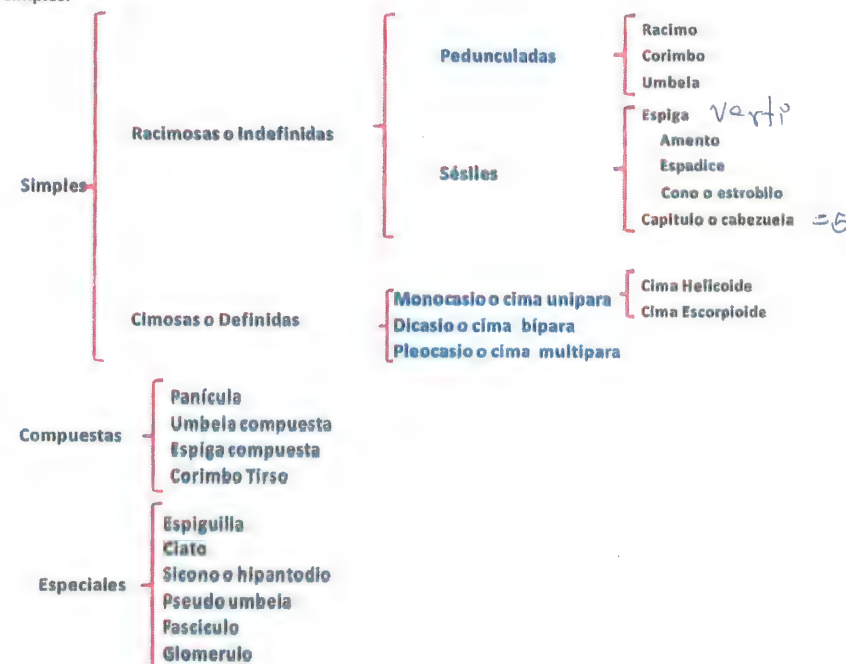 Simples
Racimosas o Indefinidas
Pedunculadas
Racimo
Corimbo
Umbela
Sésiles
Espiga Verti
Amento
Espadice
Cono o estrobilo
Capitulo o cabezuela
Cimosas o Definidas
Monocasio o cima unipara
Cima Helicoide
Cima Escorpioide
Dicasio o cima bípara
Pleocasio o cima multipara
Compuestas
Panícula
Umbela compuesta
Espiga compuesta
Corimbo Tirso
Especiales
Espiguilla
Ciato
Sicono o hipantodio
Pseudo umbela
Fasciculo
Glomerulo